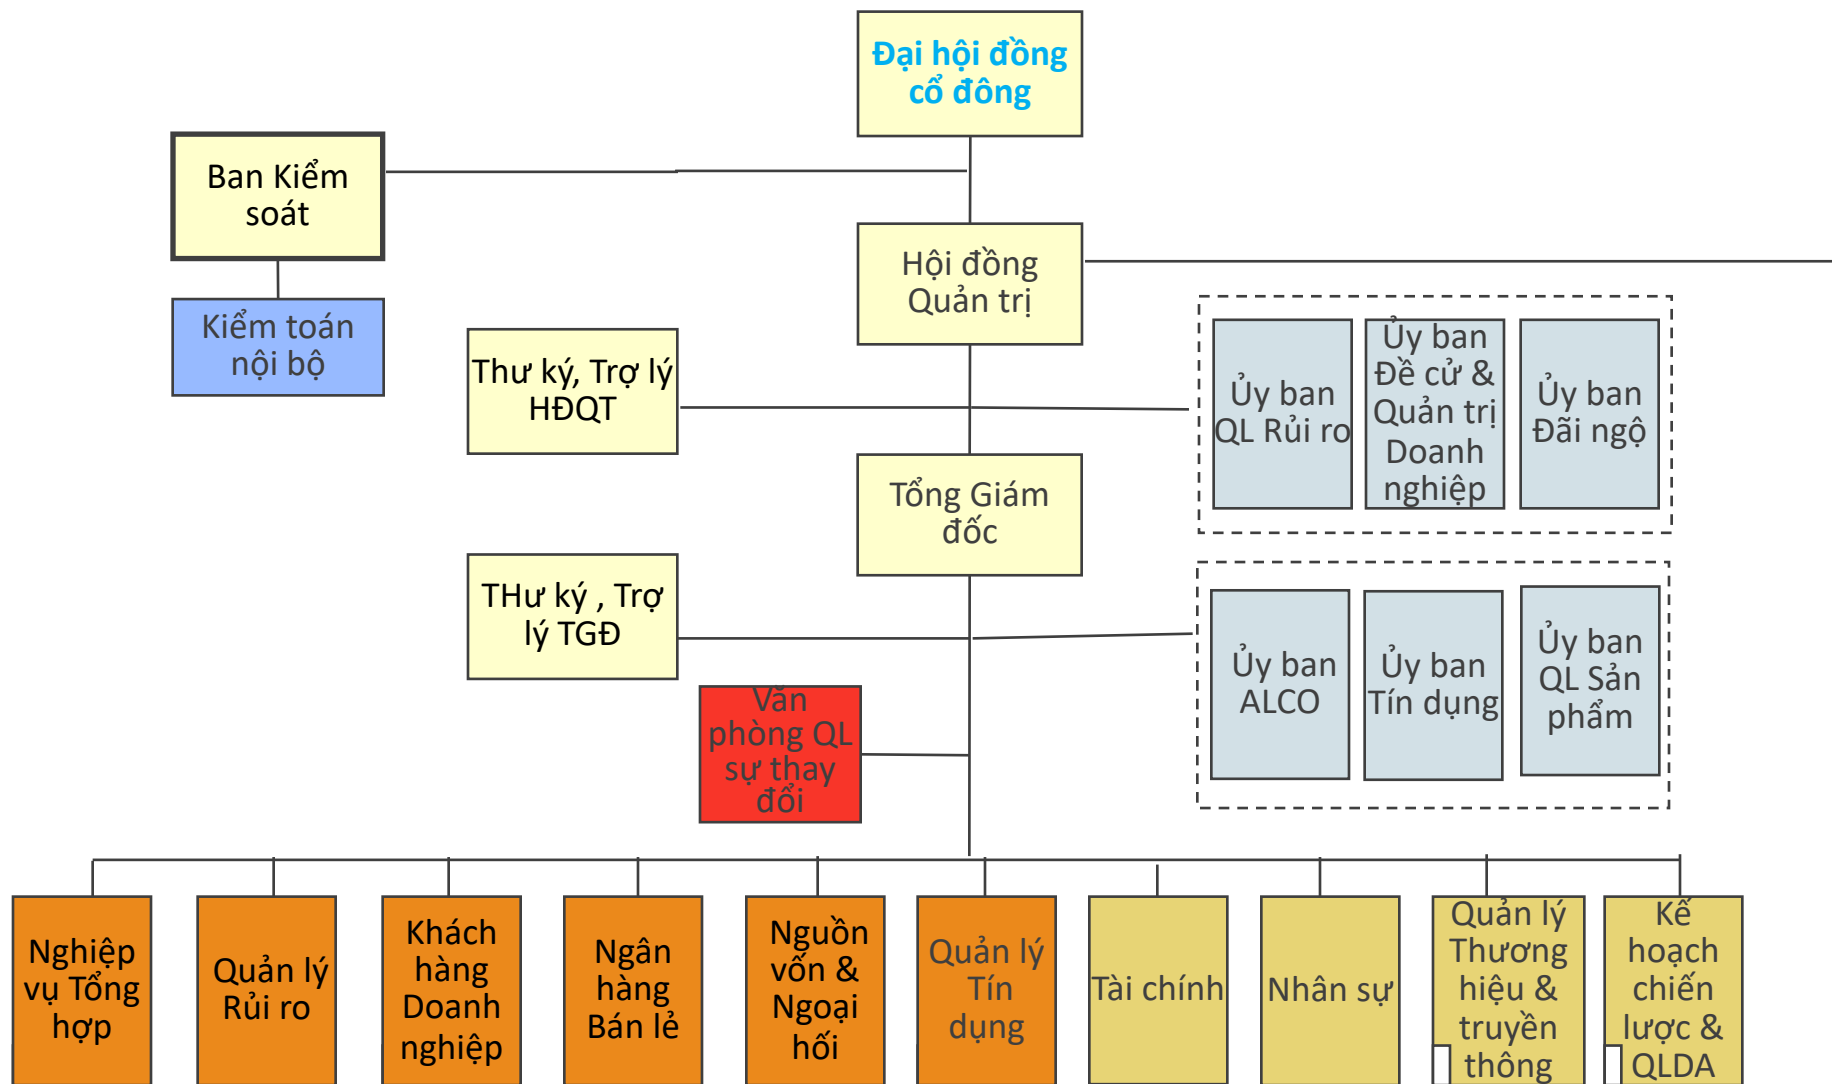 Đại hội đồng
cổ đông
Ban Kiểm
soát
Hội đồng
Quản trị
Kiểm toán
nội bộ
Thư ký, Trợ lý
HĐQT
Ủy ban
QL Rủi ro
Ủy ban
Đề cử &
Quản trị
Doanh
nghiệp
Ủy ban
Đãi ngộ
Tổng Giám
đốc
THư ký , Trợ
lý TGĐ
Ủy ban
ALCO
Ủy ban
Tín dụng
Ủy ban
QL Sản
phẩm
Văn
phòng QL
sự thay
đổi
Nghiệp
vụ Tổng
hợp
Quản lý
Rủi ro
Khách
hàng
Doanh
nghiệp
Ngân
hàng
Bán lẻ
Nguồn
vốn &
Ngoại
hối
Quản lý
Tín
dụng
Tài chính
Nhân sự
Quản lý
Thương
hiệu &
truyền
thông
Kế
hoạch
chiến
lược &
QLDA